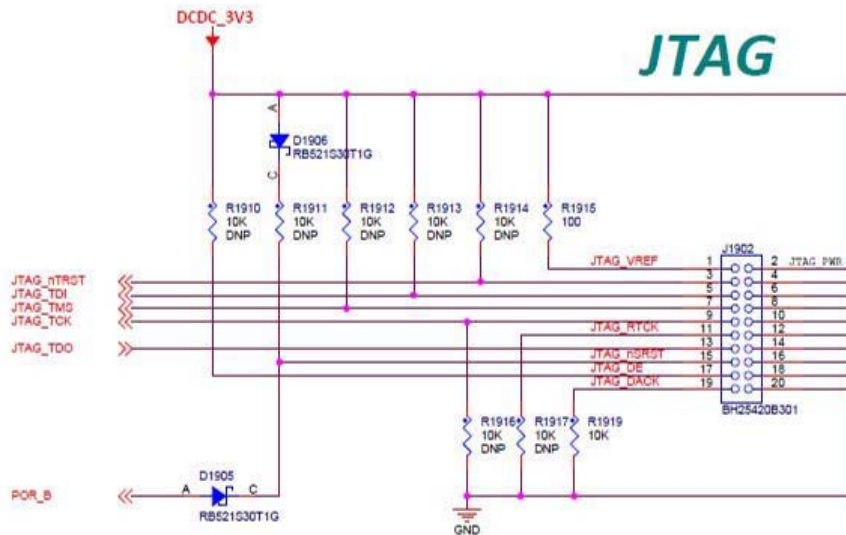 DCDC_3V3
JTAG
A
D1906
RB521S30T1G
C
R1910
10K
DNP
R1911
10K
DNP
R1912
10K
DNP
R1913
10K
DNP
R1914
10K
DNP
R1915
100
J1902
JTAG_VREF
1
2
JTAG_PWR
JTAG_nTRST
3
4
JTAG_TDI
5
6
JTAG_TMS
7
8
JTAG_TCK
9
10
JTAG_RTCK
11
12
JTAG_TDO
13
14
JTAG_nSRST
15
16
JTAG_DE
17
18
JTAG_DACK
19
20
BH25420B301
R1916
10K
DNP
R1917
10K
DNP
R1919
10K
D1905
POR_B
A
C
RB521S30T1G
GND